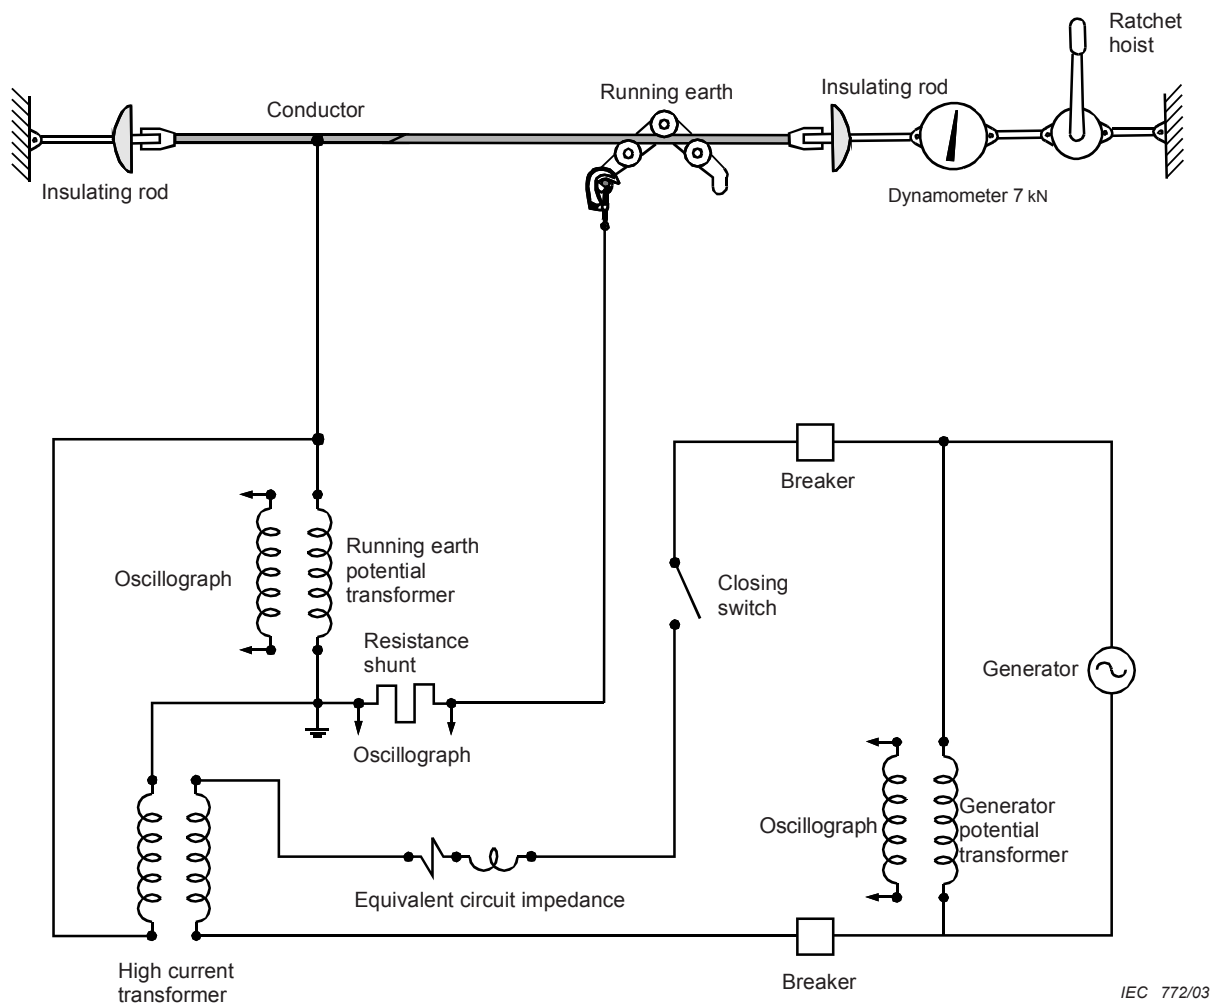 Ratchet
hoist
Insulating rod
Running earth
Conductor
Insulating rod
Dynamometer 7 kN
Breaker
Running earth
potential
transformer
Oscillograph
Closing
switch
Resistance
shunt
Generator
Oscillograph
Generator
potential
transformer
Oscillograph
Equivalent circuit impedance
High current
transformer
Breaker
IEC 772/03